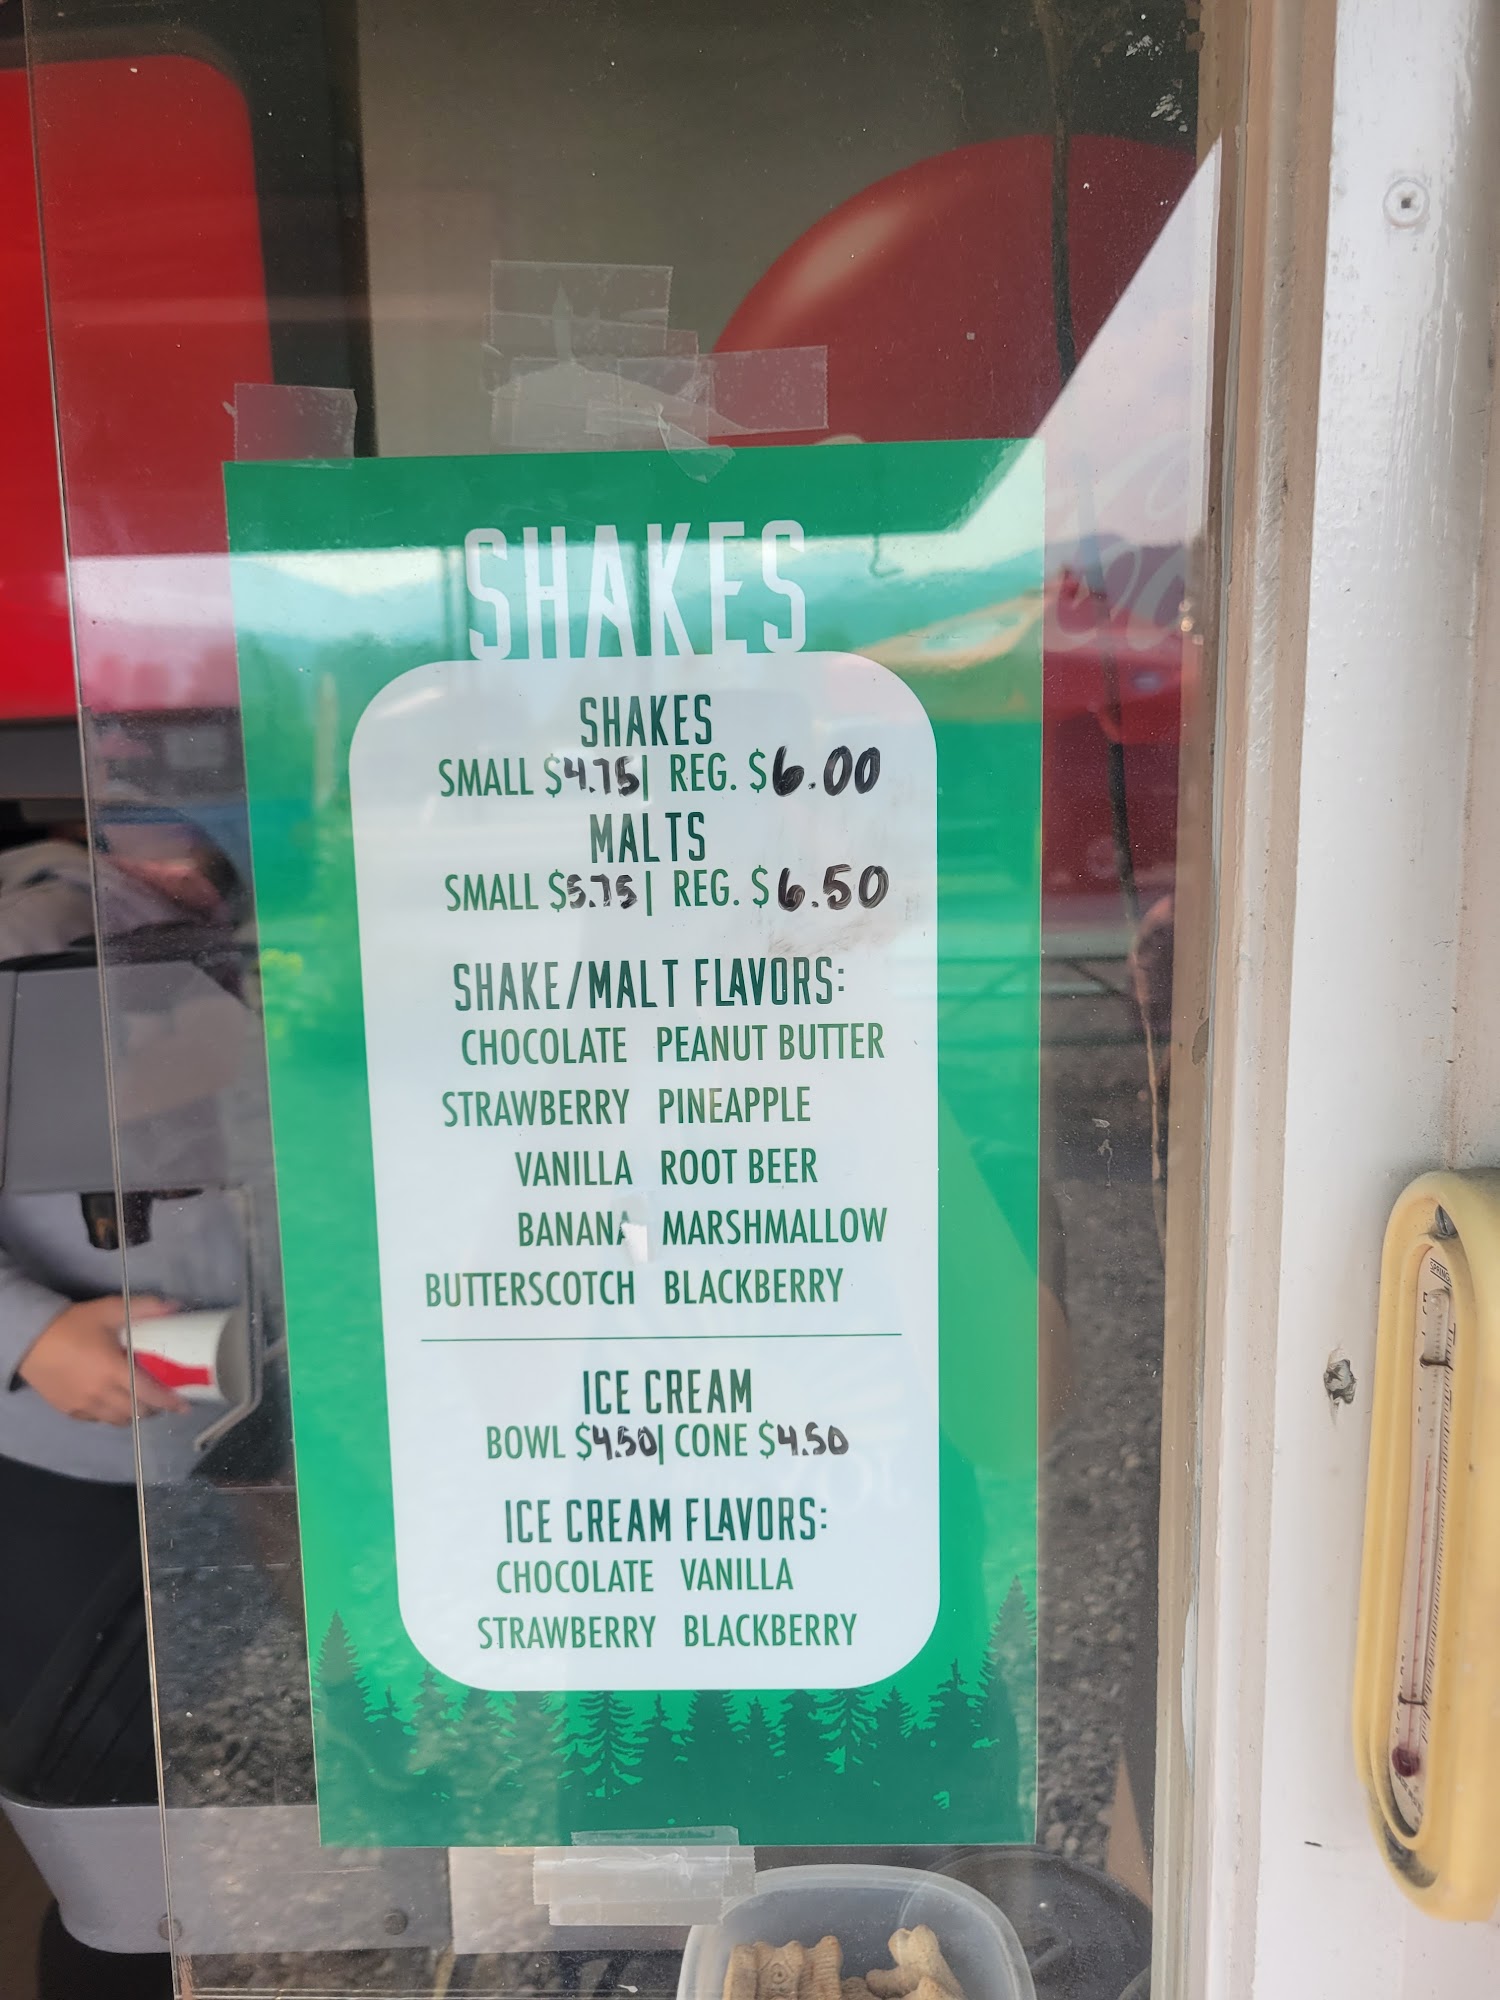 SHAKES
SHAKES
SMALL $4.75| REG. $6.00
MALTS
SMALL $5.75| REG. $6.50
SHAKE/MALT FLAVORS:
CHOCOLATE PEANUT BUTTER
STRAWBERRY PINEAPPLE
VANILLA ROOT BEER
BANANA MARSHMALLOW
BUTTERSCOTCH BLACKBERRY
ICE CREAM
BOWL $4.50| CONE $4.50
ICE CREAM FLAVORS:
CHOCOLATE VANILLA
STRAWBERRY BLACKBERRY